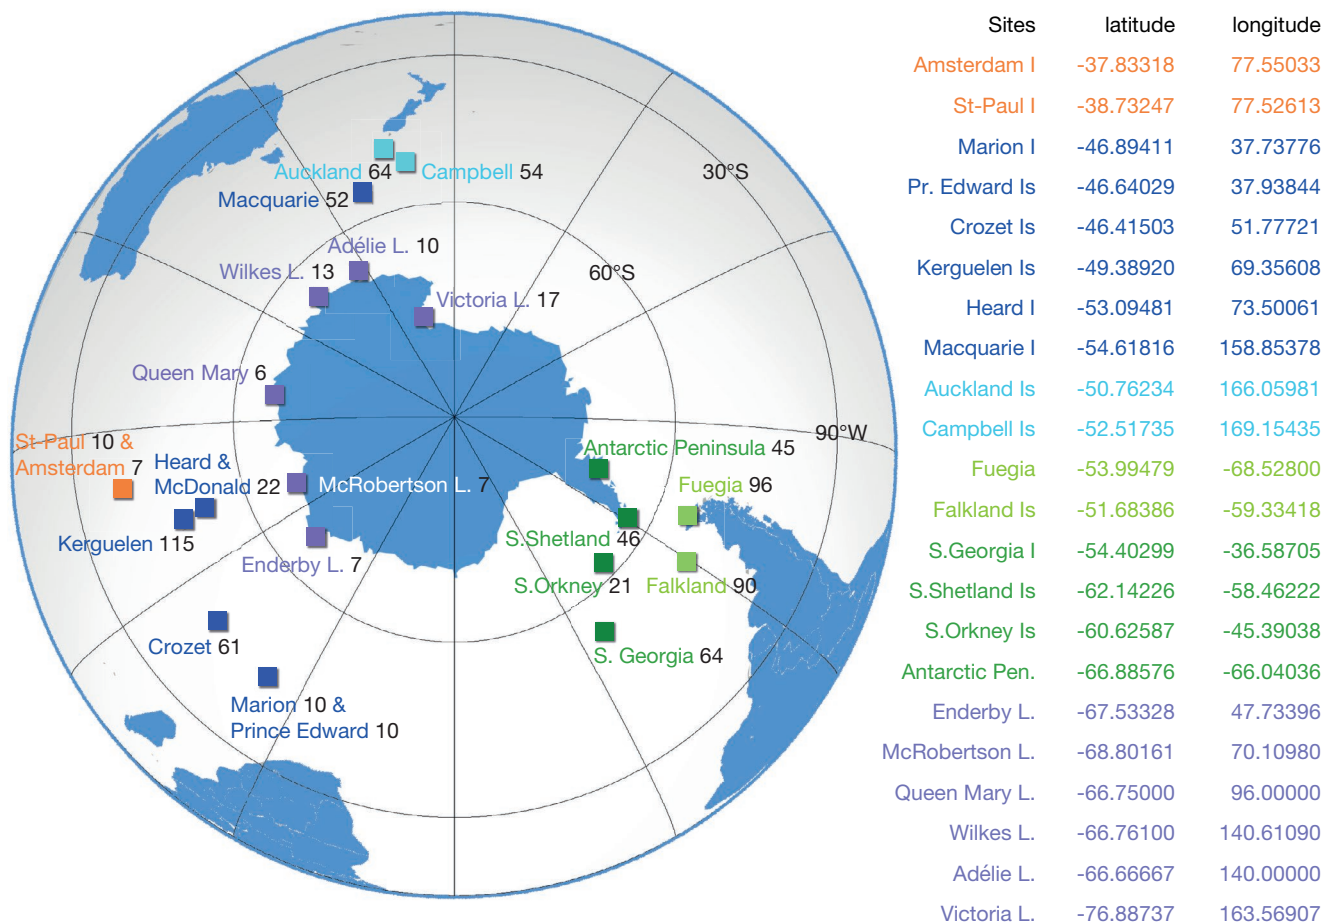 Auckland 64
Campbell 54
30°S
Macquarie 52
Adélie L. 10
Wilkes L. 13
60°S
Victoria L. 17
Queen Mary 6
90°W
St-Paul 10 &
Amsterdam 7
Heard &
McDonald 22
Antarctic Peninsula 45
McRobertson L. 7
Fuegia 96
Kerguelen 115
S.Shetland 46
Enderby L. 7
S.Orkney 21
Falkland 90
Crozet 61
S. Georgia 64
Marion 10 &
Prince Edward 10
Sites latitude longitude
Amsterdam I -37.83318 77.55033
St-Paul I -38.73247 77.52613
Marion I -46.89411 37.73776
Pr. Edward Is -46.64029 37.93844
Crozet Is -46.41503 51.77721
Kerguelen Is -49.38920 69.35608
Heard I -53.09481 73.50061
Macquarie I -54.61816 158.85378
Auckland Is -50.76234 166.05981
Campbell Is -52.51735 169.15435
Fuegia -53.99479 -68.52800
Falkland Is -51.68386 -59.33418
S.Georgia I -54.40299 -36.58705
S.Shetland Is -62.14226 -58.46222
S.Orkney Is -60.62587 -45.39038
Antarctic Pen. -66.88576 -66.04036
Enderby L. -67.53328 47.73396
McRobertson L. -68.80161 70.10980
Queen Mary L. -66.75000 96.00000
Wilkes L. -66.76100 140.61090
Adélie L. -66.66667 140.00000
Victoria L. -76.88737 163.56907